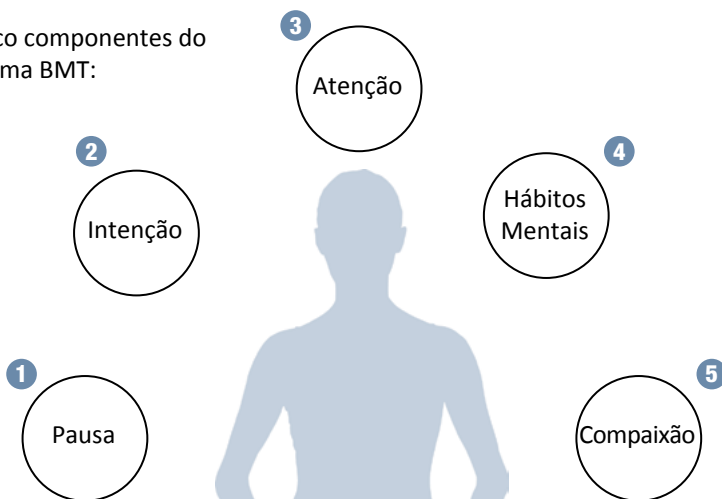 co componentes do
ma BMT:
3
Atenção
2
Intenção
4
Hábitos
Mentais
1
Pausa
5
Compaixão